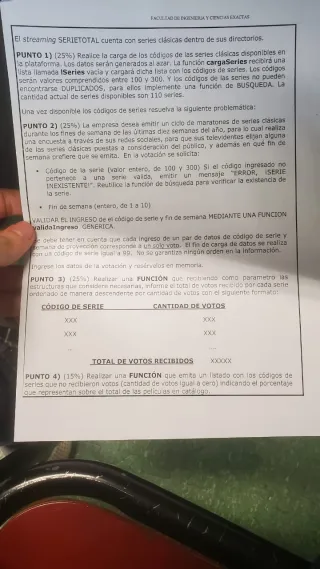 FACULTAD DE INGENIERIA Y CIENCIAS EXACTAS
El streaming SERIETOTAL cuenta con series clásicas dentro de sus directorios.
PUNTO 1) (25%) Realice la carga de los códigos de las series clásicas disponibles en
la plataforma. Los datos serán generados al azar. La función cargaSeries recibirá una
lista llamada lSeries vacía y cargará dicha lista con los códigos de series. Los códigos
serán valores comprendidos entre 100 y 300. Y los códigos de las series no pueden
encontrarse DUPLICADOS, para ellos implemente una función de BUSQUEDA. La
cantidad actual de series disponibles son 110 series.
Una vez disponible los códigos de series resuelva la siguiente problemática:
PUNTO 2) (25%) La empresa desea emitir un ciclo de maratones de series clásicas
durante los fines de semana de las últimas diez semanas del año, para lo cual realiza
una encuesta a través de sus redes sociales, para que sus televidentes elijan alguna
de las series clásicas puestas a consideración del público, y además en qué fin de
semana prefiere que se emita. En la votación se solicita:
• Código de la serie (valor entero, de 100 y 300) Si el código ingresado no
pertenece a una serie valida, emitir un mensaje "ERROR, ¡SERIE
INEXISTENTE!". Reutilice la función de búsqueda para verificar la existencia de
la serie.
• Fin de semana (entero, de 1 a 10)
VALIDAR EL INGRESO de el código de serie y fin de semana MEDIANTE UNA FUNCION
validaIngreso GENERICA.
Se debe tener en cuenta que cada ingreso de un par de datos de código de serie y
semana de proyección corresponde a un solo voto. El fin de carga de datos se realiza
con un código de serie igual a 99. No se garantiza ningún orden en la información.
Ingrese los datos de la votación y resérvelos en memoria.
PUNTO 3) (25%) Realizar una FUNCIÓN que recibiendo como parámetro las
estructuras que considere necesarias, informe el total de votos recibido por cada serie
ordenado de manera descendente por cantidad de votos con el siguiente formato:
CÓDIGO DE SERIE CANTIDAD DE VOTOS
XXX XXX
XXX XXX
... ...
TOTAL DE VOTOS RECIBIDOS XXXXX
PUNTO 4) (15%) Realizar una FUNCIÓN que emita un listado con los códigos de
series que no recibieron votos (cantidad de votos igual a cero) indicando el porcentaje
que representan sobre el total de las películas en catálogo.